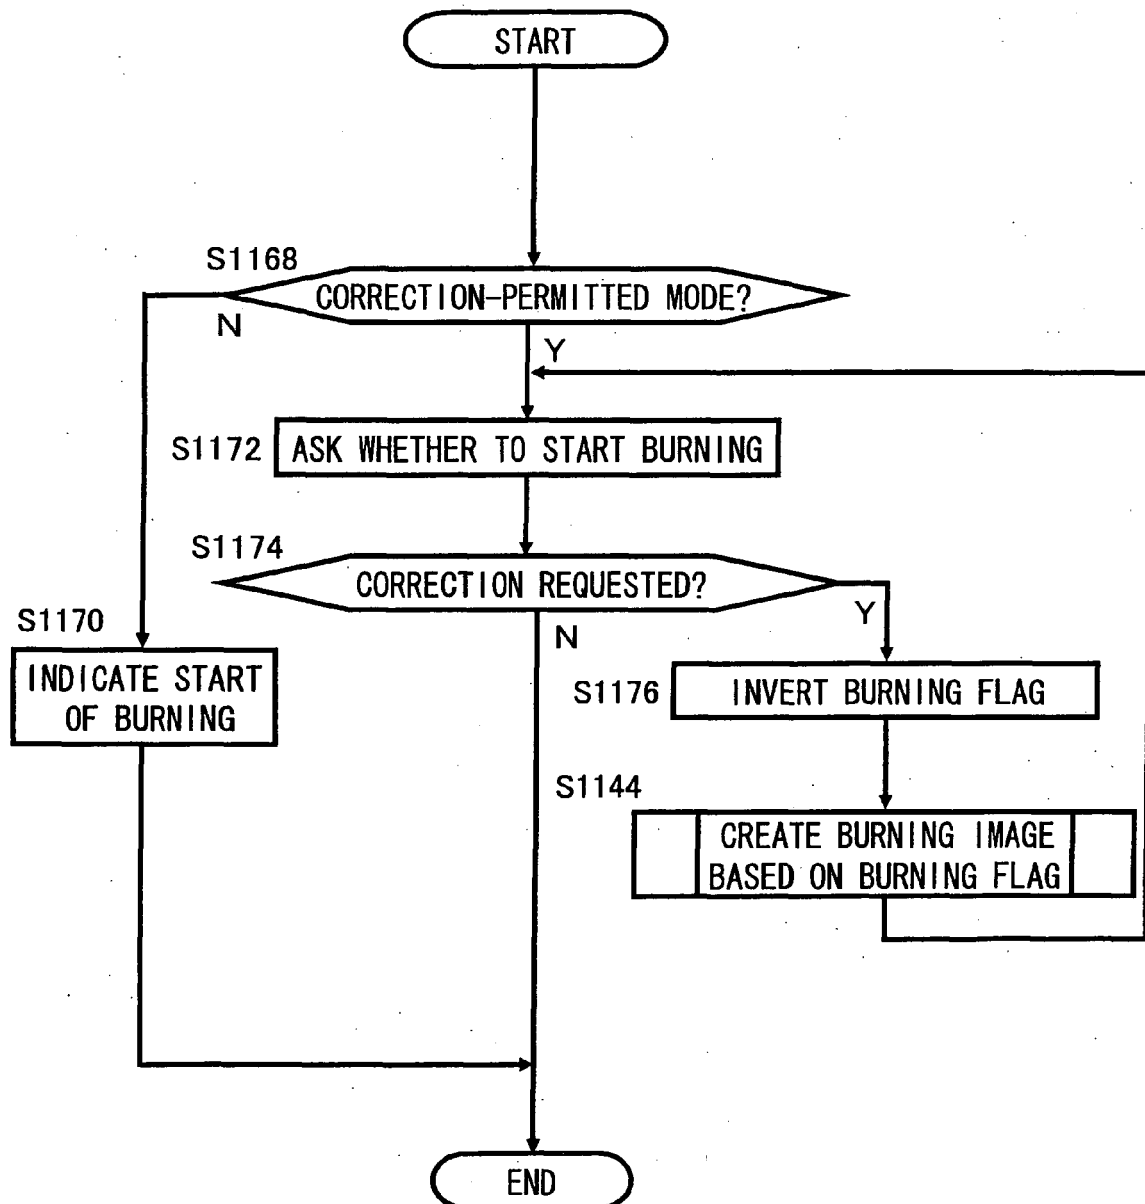 START
S1168
CORRECTION-PERMITTED MODE?
N
Y
S1172
ASK WHETHER TO START BURNING
S1174
CORRECTION REQUESTED?
Y
N
S1170
INDICATE START
OF BURNING
S1176
INVERT BURNING FLAG
S1144
CREATE BURNING IMAGE
BASED ON BURNING FLAG
END